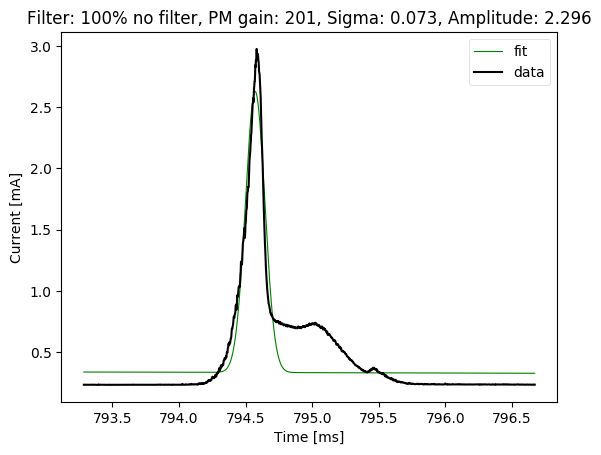 Filter: 100% no filter, PM gain: 201, Sigma: 0.073, Amplitude: 2.296
fit
data
Current [mA]
3.0
2.5
2.0
1.5
1.0
0.5
793.5 794.0 794.5 795.0 795.5 796.0 796.5
Time [ms]